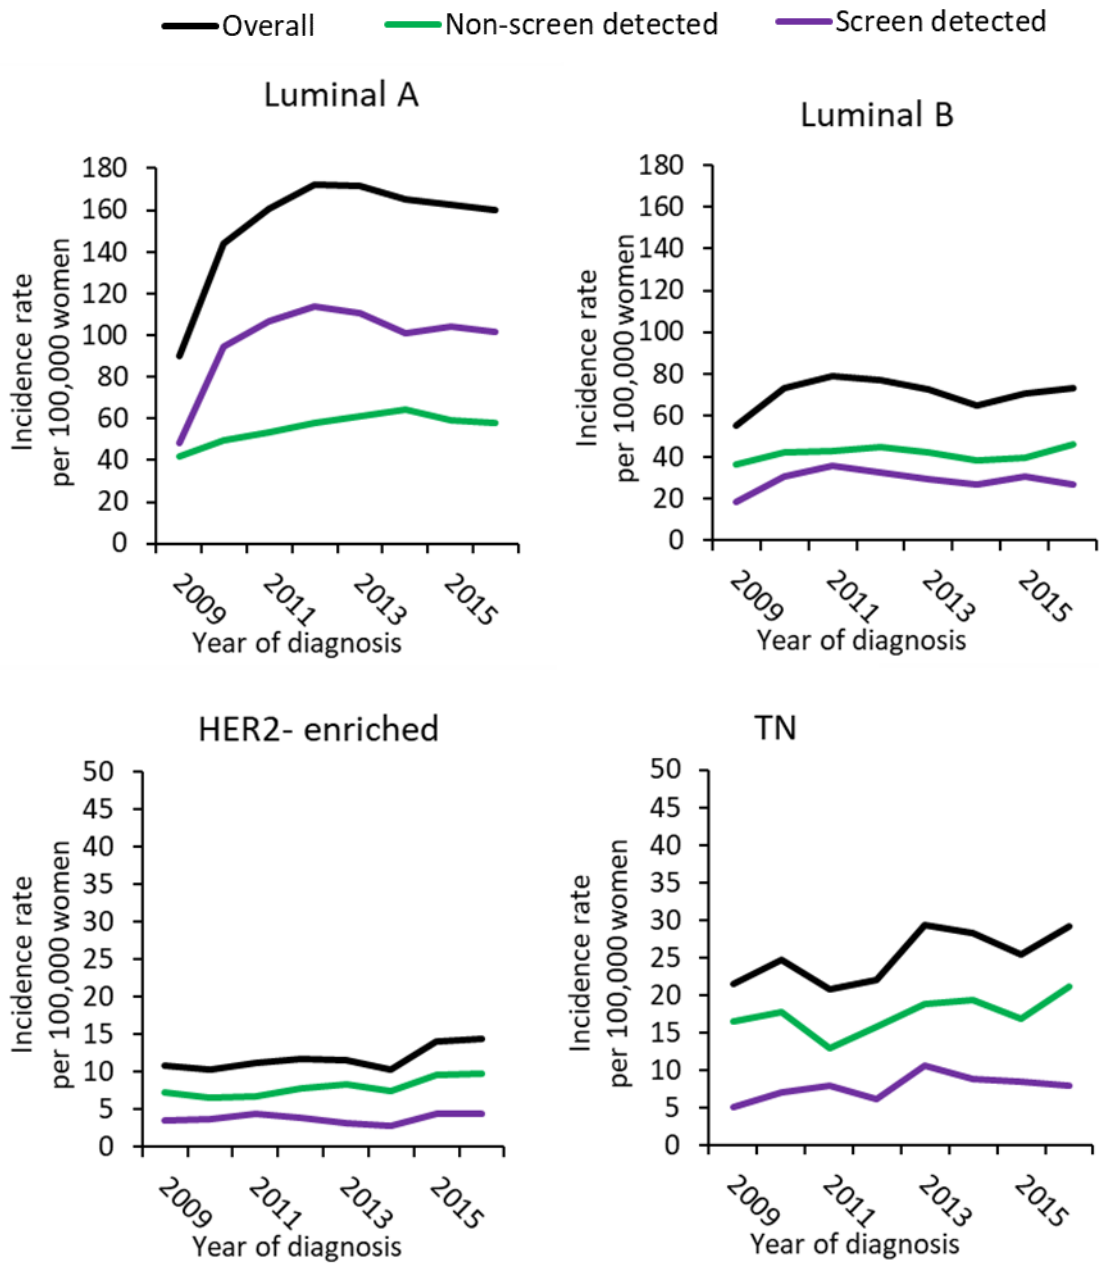 Overall Non-screen detected Screen detected
Luminal A
Incidence rate
per 100,000 women
180
160
140
120
100
80
60
40
20
0
2009 2011 2013 2015
Year of diagnosis
Luminal B
Incidence rate
per 100,000 women
180
160
140
120
100
80
60
40
20
0
2009 2011 2013 2015
Year of diagnosis
HER2- enriched
Incidence rate
per 100,000 women
50
45
40
35
30
25
20
15
10
5
0
2009 2011 2013 2015
Year of diagnosis
TN
Incidence rate
per 100,000 women
50
45
40
35
30
25
20
15
10
5
0
2009 2011 2013 2015
Year of diagnosis